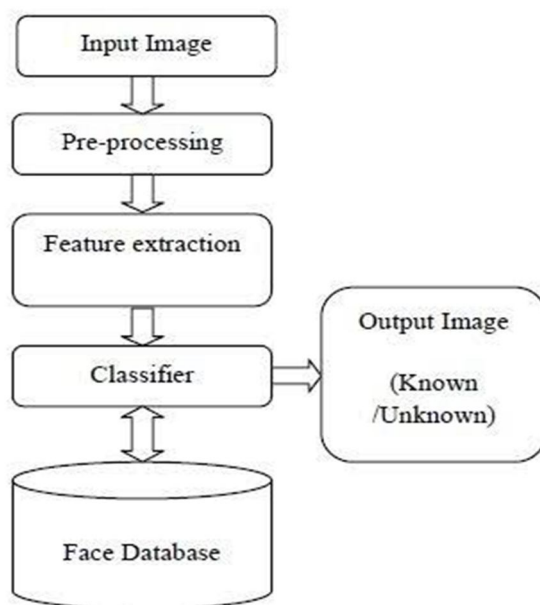 Input Image
Pre-processing
Feature extraction
Classifier
Output Image
(Known
/Unknown)
Face Database